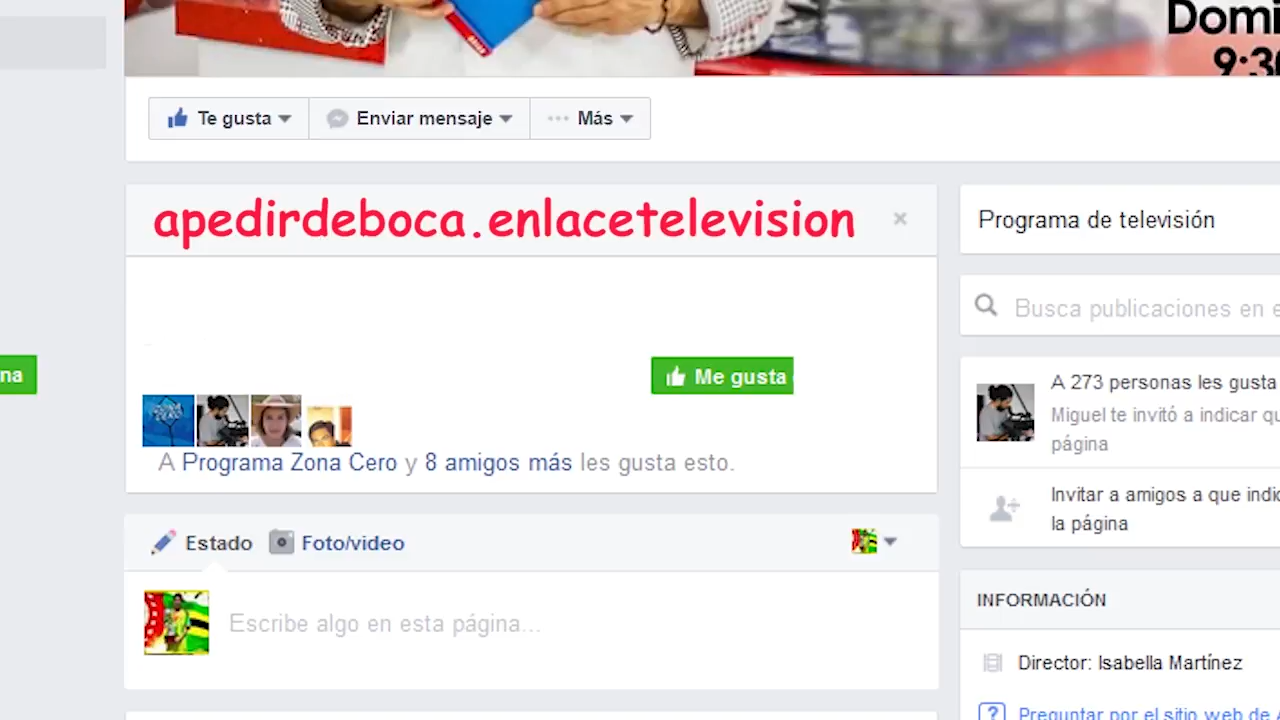 Domi
9:30
Te gusta
Enviar mensaje
Más
apedirdeboca.enlacetelevision
Programa de televisión
Busca publicaciones en e
na
Me gusta
A 273 personas les gusta
Miguel te invitó a indicar qu
página
A Programa Zona Cero y 8 amigos más les gusta esto.
Invitar a amigos a que indic
la página
Estado
Foto/video
Escribe algo en esta página...
INFORMACIÓN
Director: Isabella Martínez
Preguntar por el sitio web de A